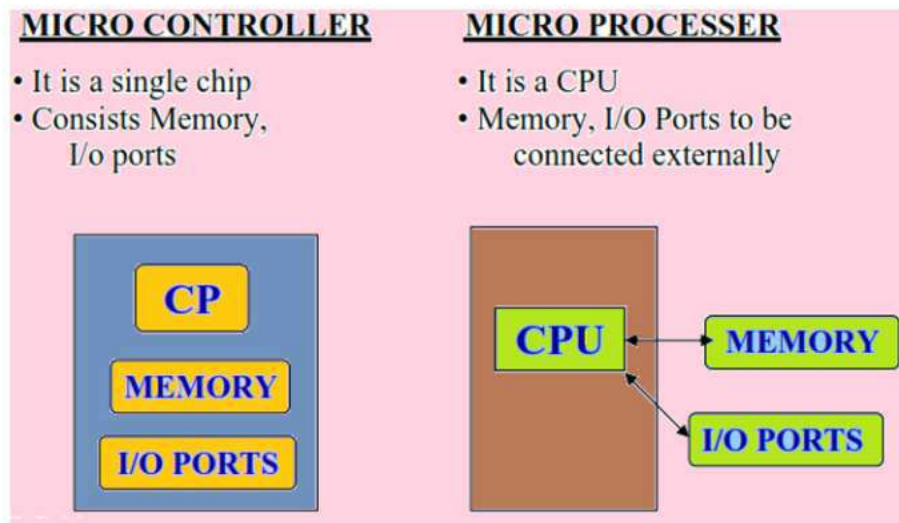 MICRO CONTROLLER
• It is a single chip
• Consists Memory,
I/o ports
CP
MEMORY
I/O PORTS
MICRO PROCESSER
• It is a CPU
• Memory, I/O Ports to be
connected externally
CPU
MEMORY
I/O PORTS